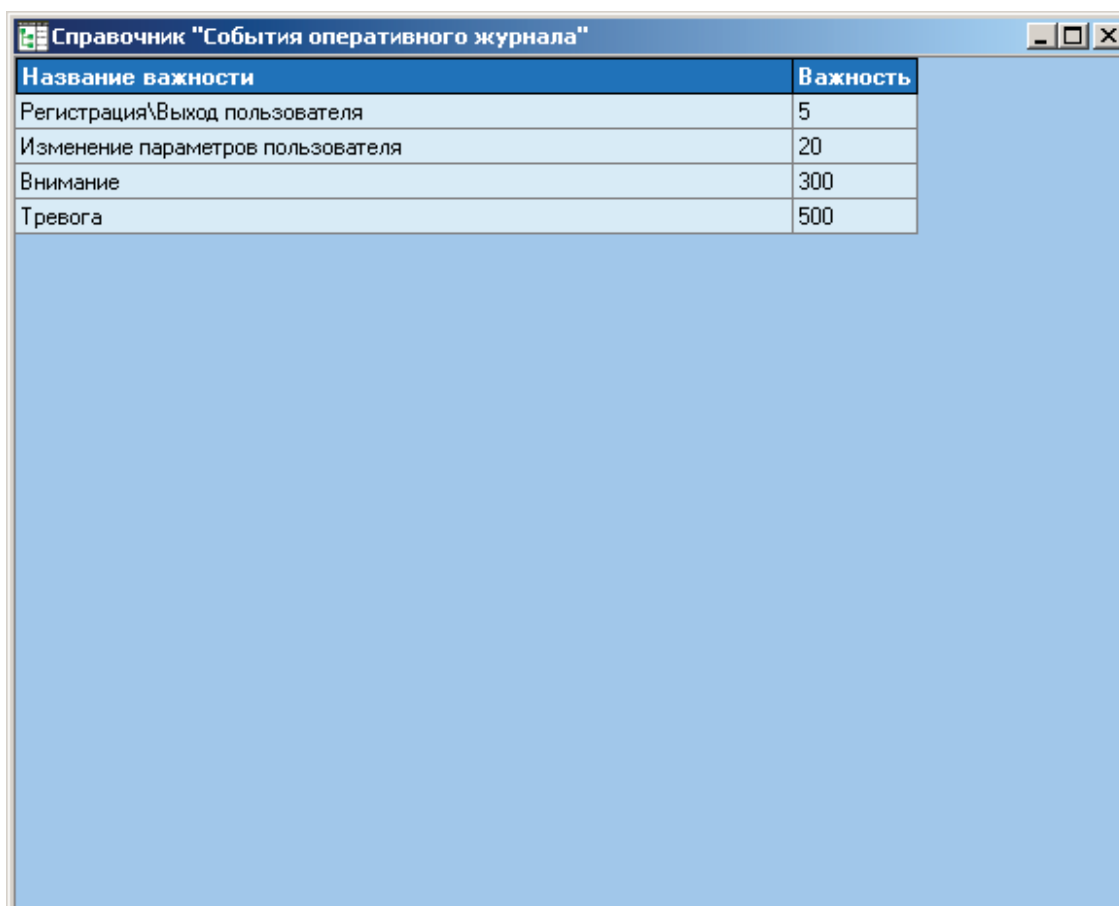 Справочник "События оперативного журнала"
Название важности Важность
Регистрация\Выход пользователя 5
Изменение параметров пользователя 20
Внимание 300
Тревога 500